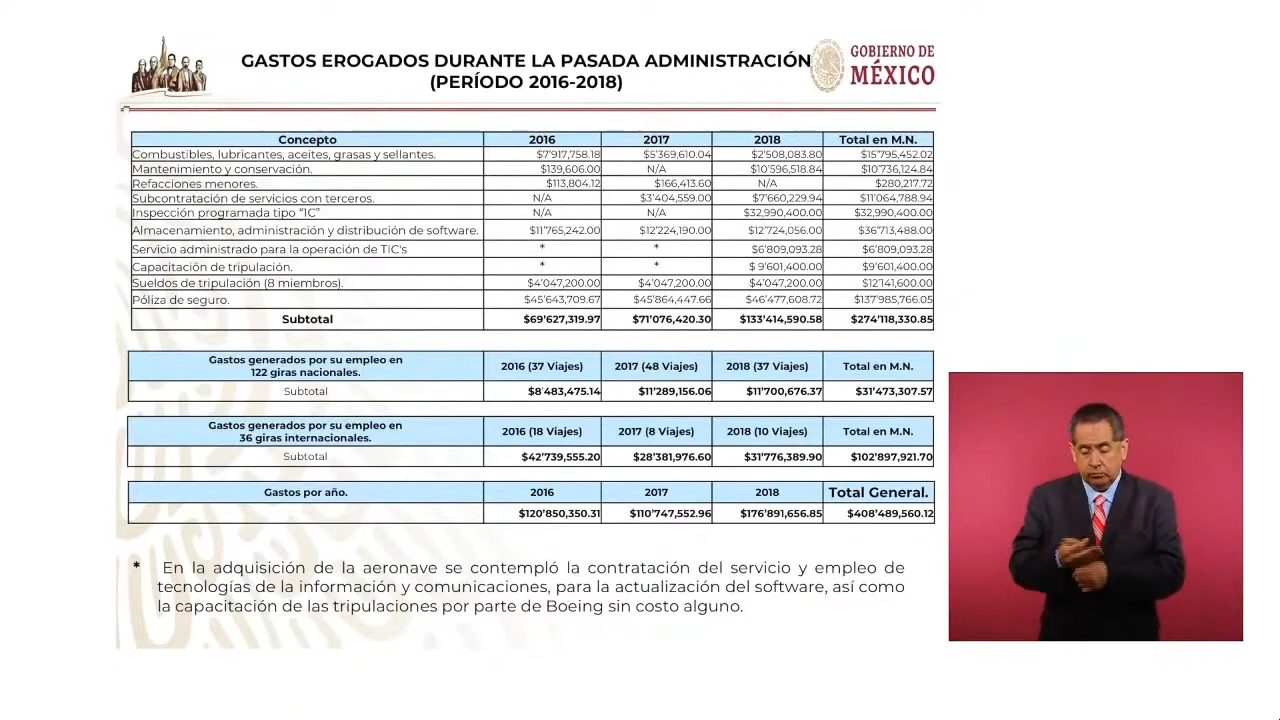 GASTOS EROGADOS DURANTE LA PASADA ADMINISTRACIÓN
(PERÍODO 2016-2018)
GOBIERNO DE
MÉXICO
Concepto 2016 2017 2018 Total en M.N.
Combustibles, lubricantes, aceites, grasas y sellantes. $7'917,758.18 $5'369,610.04 $2'508,083.80 $15'795,452.02
Mantenimiento y conservación. $139,606.00 N/A $10'596,518.84 $10'736,124.84
Refacciones menores. $113,804.12 $166,413.60 N/A $280,217.72
Subcontratación de servicios con terceros. N/A $3'404,559.00 $7'660,229.94 $11'064,788.94
Inspección programada tipo "1C" N/A N/A $32,990,400.00 $32,990,400.00
Almacenamiento, administración y distribución de software. $11'765,242.00 $12'224,190.00 $12'724,056.00 $36'713,488.00
Servicio administrado para la operación de TIC's * * $6'809,093.28 $6'809,093.28
Capacitación de tripulación. * * $ 9'601,400.00 $9'601,400.00
Sueldos de tripulación (8 miembros). $4'047,200.00 $4'047,200.00 $4'047,200.00 $12'141,600.00
Póliza de seguro. $45'643,709.67 $45'864,447.66 $46'477,608.72 $137'985,766.05
Subtotal $69'627,319.97 $71'076,420.30 $133'414,590.58 $274'118,330.85
Gastos generados por su empleo en
122 giras nacionales. 2016 (37 Viajes) 2017 (48 Viajes) 2018 (37 Viajes) Total en M.N.
Subtotal $8'483,475.14 $11'289,156.06 $11'700,676.37 $31'473,307.57
Gastos generados por su empleo en
36 giras internacionales. 2016 (18 Viajes) 2017 (8 Viajes) 2018 (10 Viajes) Total en M.N.
Subtotal $42'739,555.20 $28'381,976.60 $31'776,389.90 $102'897,921.70
Gastos por año. 2016 2017 2018 Total General.
$120'850,350.31 $110'747,552.96 $176'891,656.85 $408'489,560.12
* En la adquisición de la aeronave se contempló la contratación del servicio y empleo de
tecnologías de la información y comunicaciones, para la actualización del software, así como
la capacitación de las tripulaciones por parte de Boeing sin costo alguno.